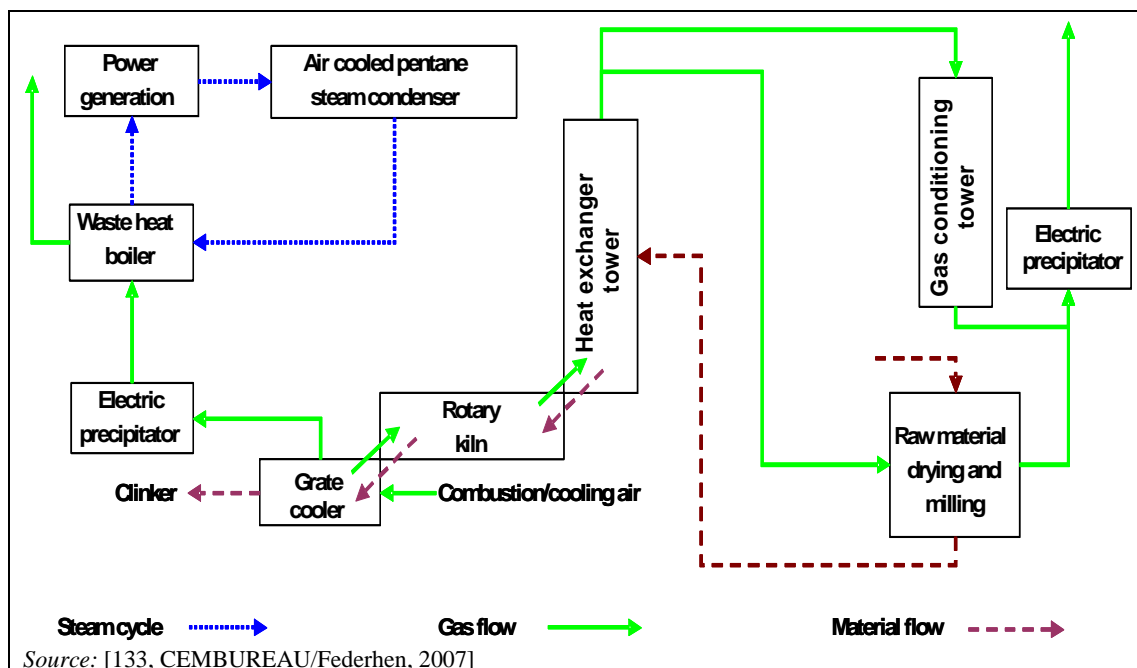 Power
generation
Air cooled pentane
steam condenser
Waste heat
boiler
Electric
precipitator
Heat exchanger
tower
Gas conditioning
tower
Electric
precipitator
Rotary
kiln
Raw material
drying and
milling
Clinker
Grate
cooler
Combustion/cooling air
Steam cycle
Gas flow
Material flow
Source: [133, CEMBUREAU/Federhen, 2007]